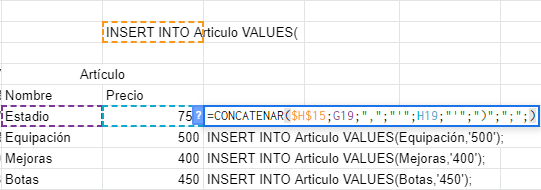 INSERT INTO Articulo VALUES(
Artículo
Nombre Precio
Estadio 75 ? =CONCATENAR($H$15;G19;",";"'";H19;"'";")";";";)
Equipación 500 INSERT INTO Articulo VALUES(Equipación,'500');
Mejoras 400 INSERT INTO Articulo VALUES(Mejoras,'400');
Botas 450 INSERT INTO Articulo VALUES(Botas,'450');